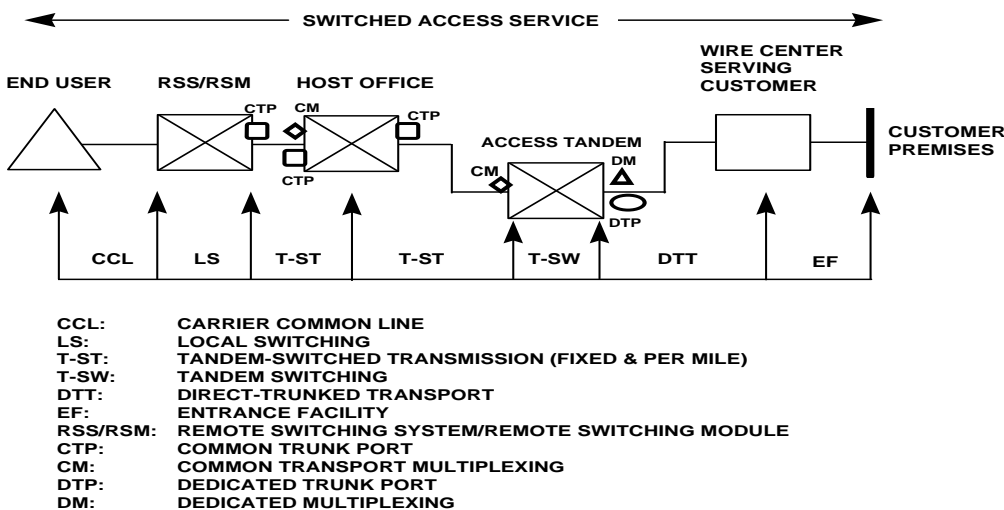 SWITCHED ACCESS SERVICE
WIRE CENTER
SERVING
CUSTOMER
END USER
RSS/RSM
HOST OFFICE
CTP
CM
CTP
CTP
ACCESS TANDEM
CM
DM
DTP
CUSTOMER
PREMISES
CCL
LS
T-ST
T-ST
T-SW
DTT
EF
CCL: CARRIER COMMON LINE
LS: LOCAL SWITCHING
T-ST: TANDEM-SWITCHED TRANSMISSION (FIXED & PER MILE)
T-SW: TANDEM SWITCHING
DTT: DIRECT-TRUNKED TRANSPORT
EF: ENTRANCE FACILITY
RSS/RSM: REMOTE SWITCHING SYSTEM/REMOTE SWITCHING MODULE
CTP: COMMON TRUNK PORT
CM: COMMON TRANSPORT MULTIPLEXING
DTP: DEDICATED TRUNK PORT
DM: DEDICATED MULTIPLEXING